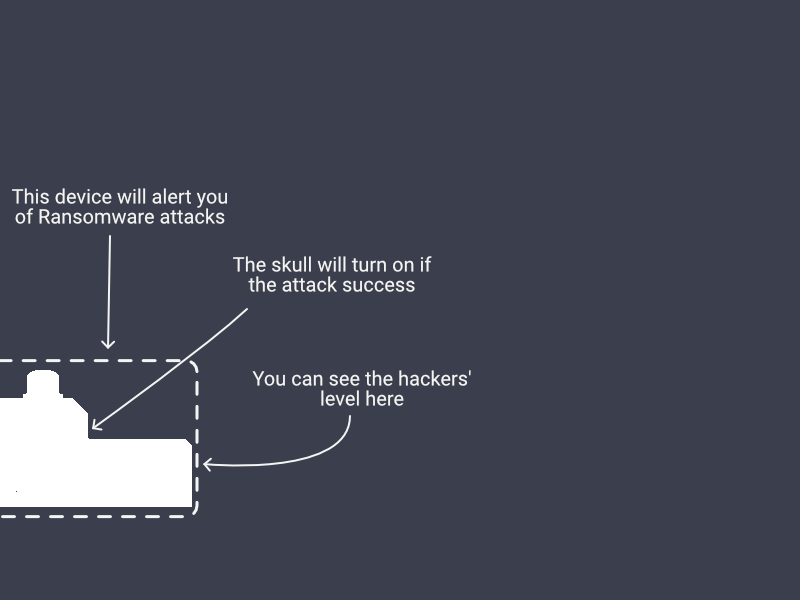 This device will alert you
of Ransomware attacks
The skull will turn on if
the attack success
You can see the hackers'
level here